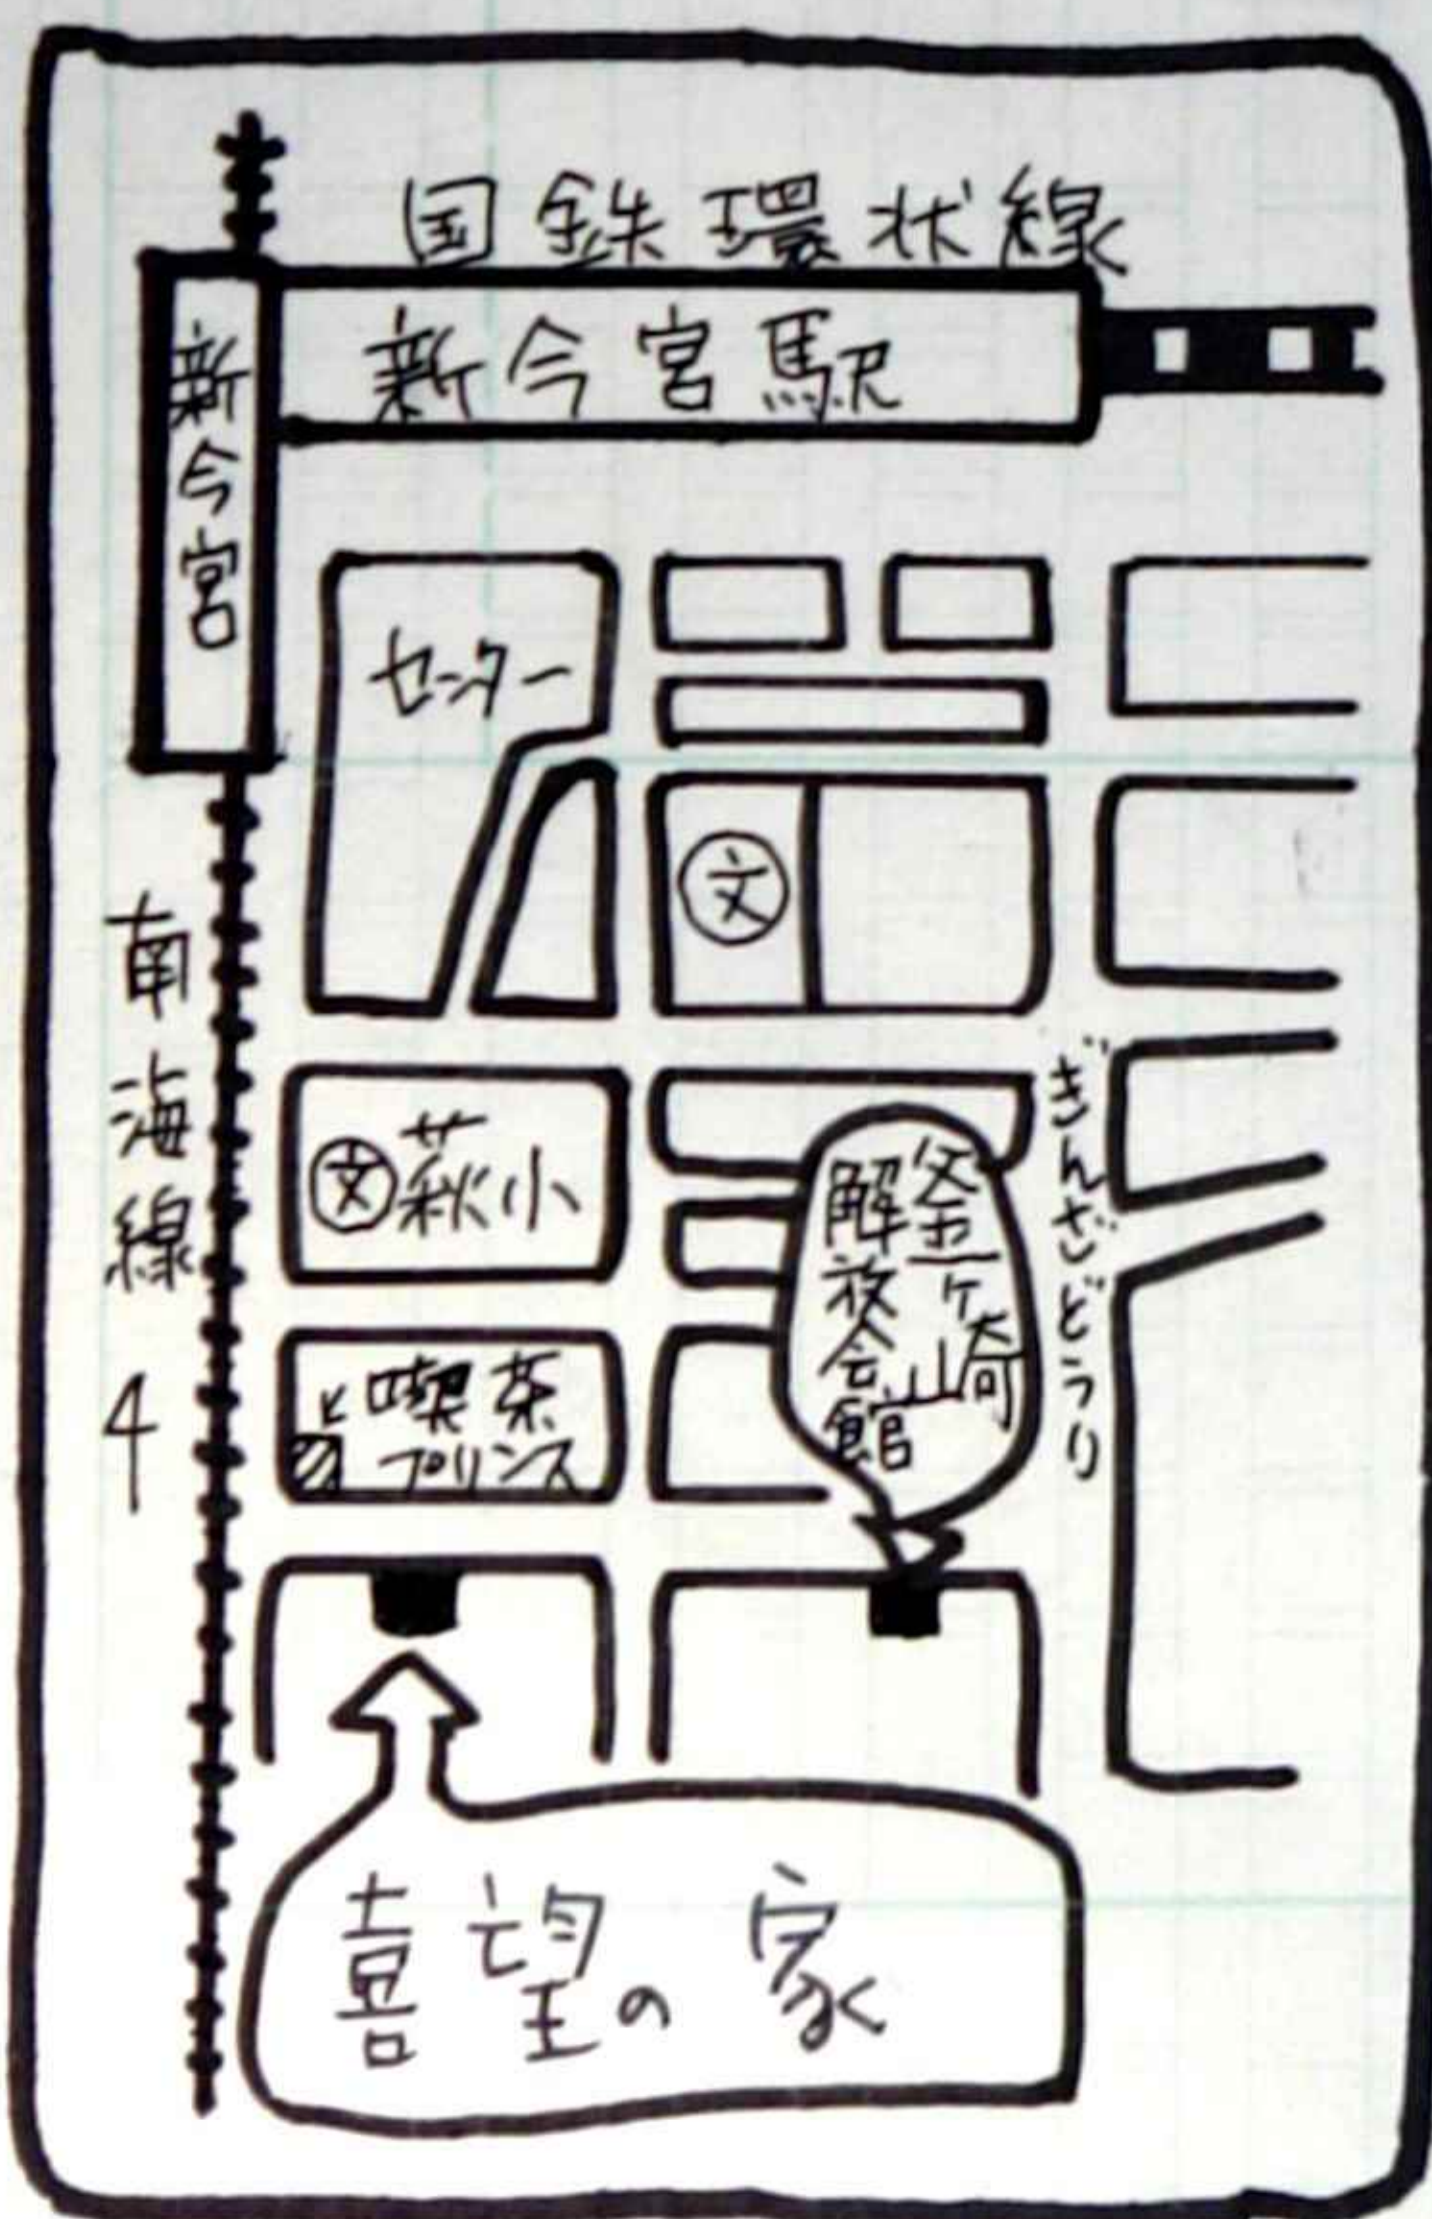 国鉄環状線
新今宮駅
新今宮
センター
文
南海線
文 萩小
釜ヶ崎
解放会館
ぎんざどうり
喫茶
プリンス
喜望の家